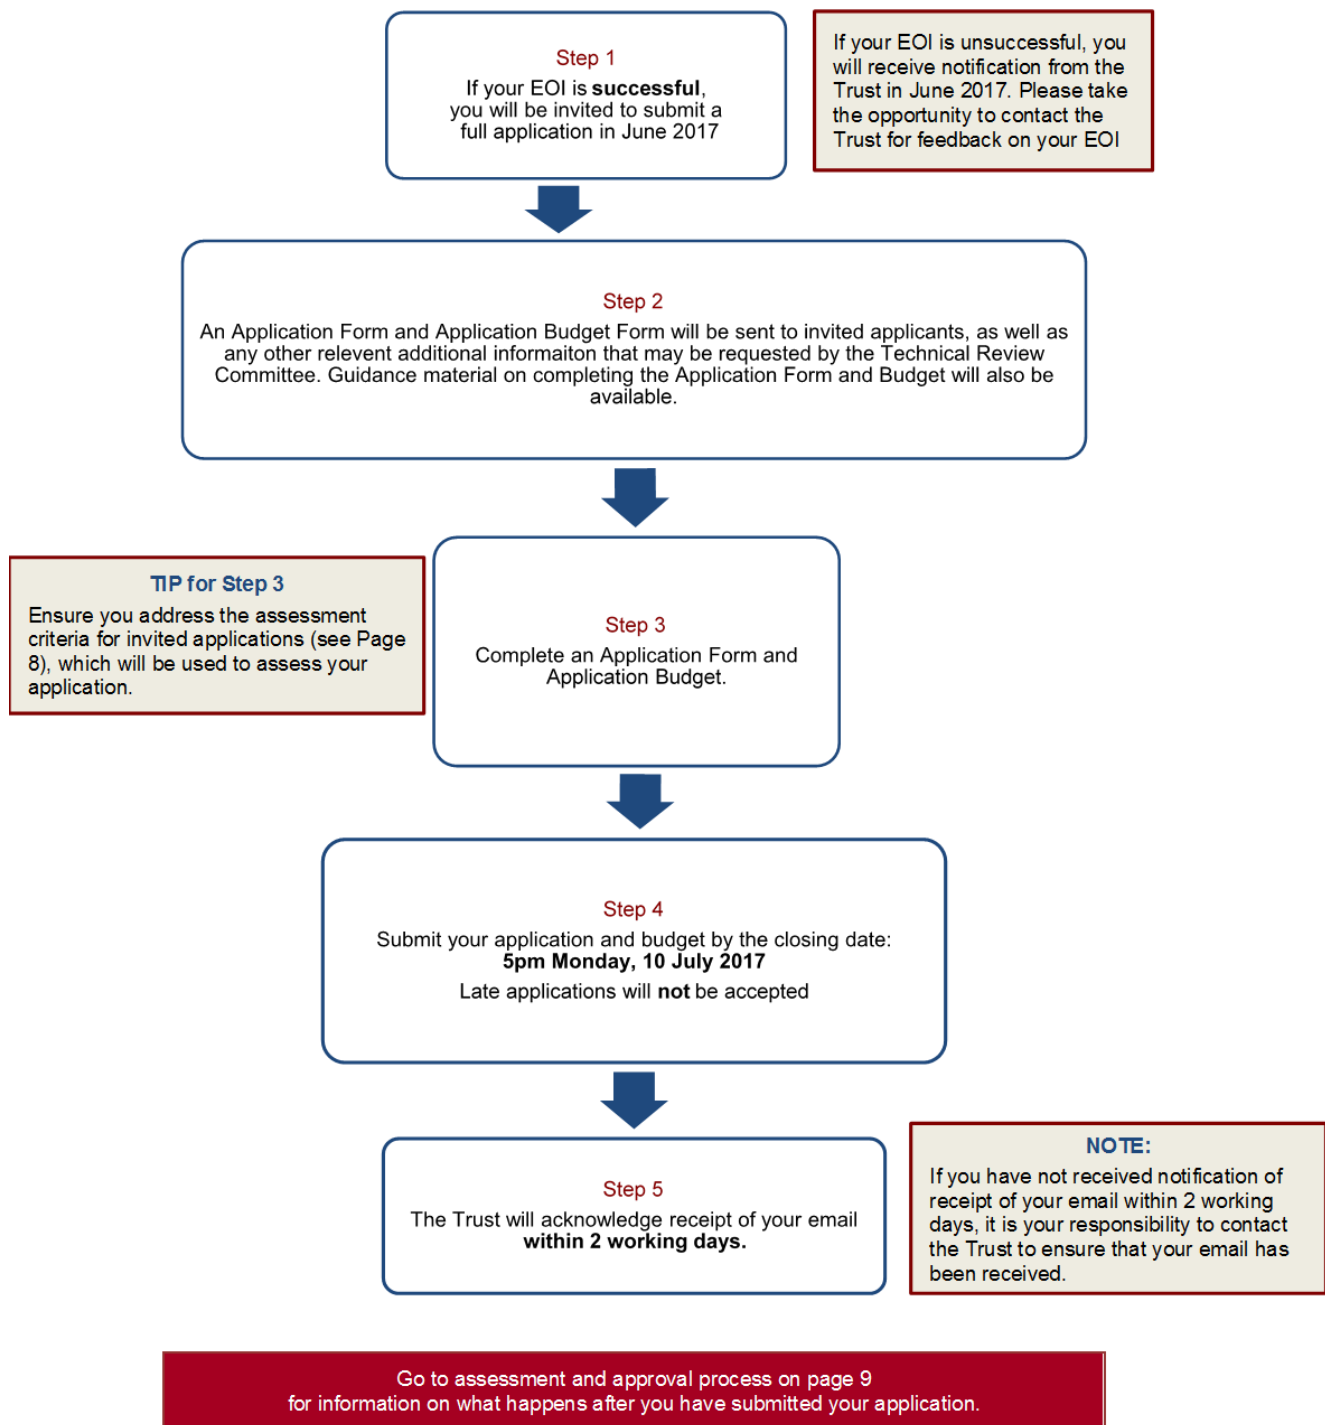 Step 1
If your EOI is successful,
you will be invited to submit a
full application in June 2017
If your EOI is unsuccessful, you
will receive notification from the
Trust in June 2017. Please take
the opportunity to contact the
Trust for feedback on your EOI
Step 2
An Application Form and Application Budget Form will be sent to invited applicants, as well as
any other relevent additional informaiton that may be requested by the Technical Review
Committee. Guidance material on completing the Application Form and Budget will also be
available.
TIP for Step 3
Ensure you address the assessment
criteria for invited applications (see Page
8), which will be used to assess your
application.
Step 3
Complete an Application Form and
Application Budget.
Step 4
Submit your application and budget by the closing date:
5pm Monday, 10 July 2017
Late applications will not be accepted
Step 5
The Trust will acknowledge receipt of your email
within 2 working days.
NOTE:
If you have not received notification of
receipt of your email within 2 working
days, it is your responsibility to contact
the Trust to ensure that your email has
been received.
Go to assessment and approval process on page 9
for information on what happens after you have submitted your application.